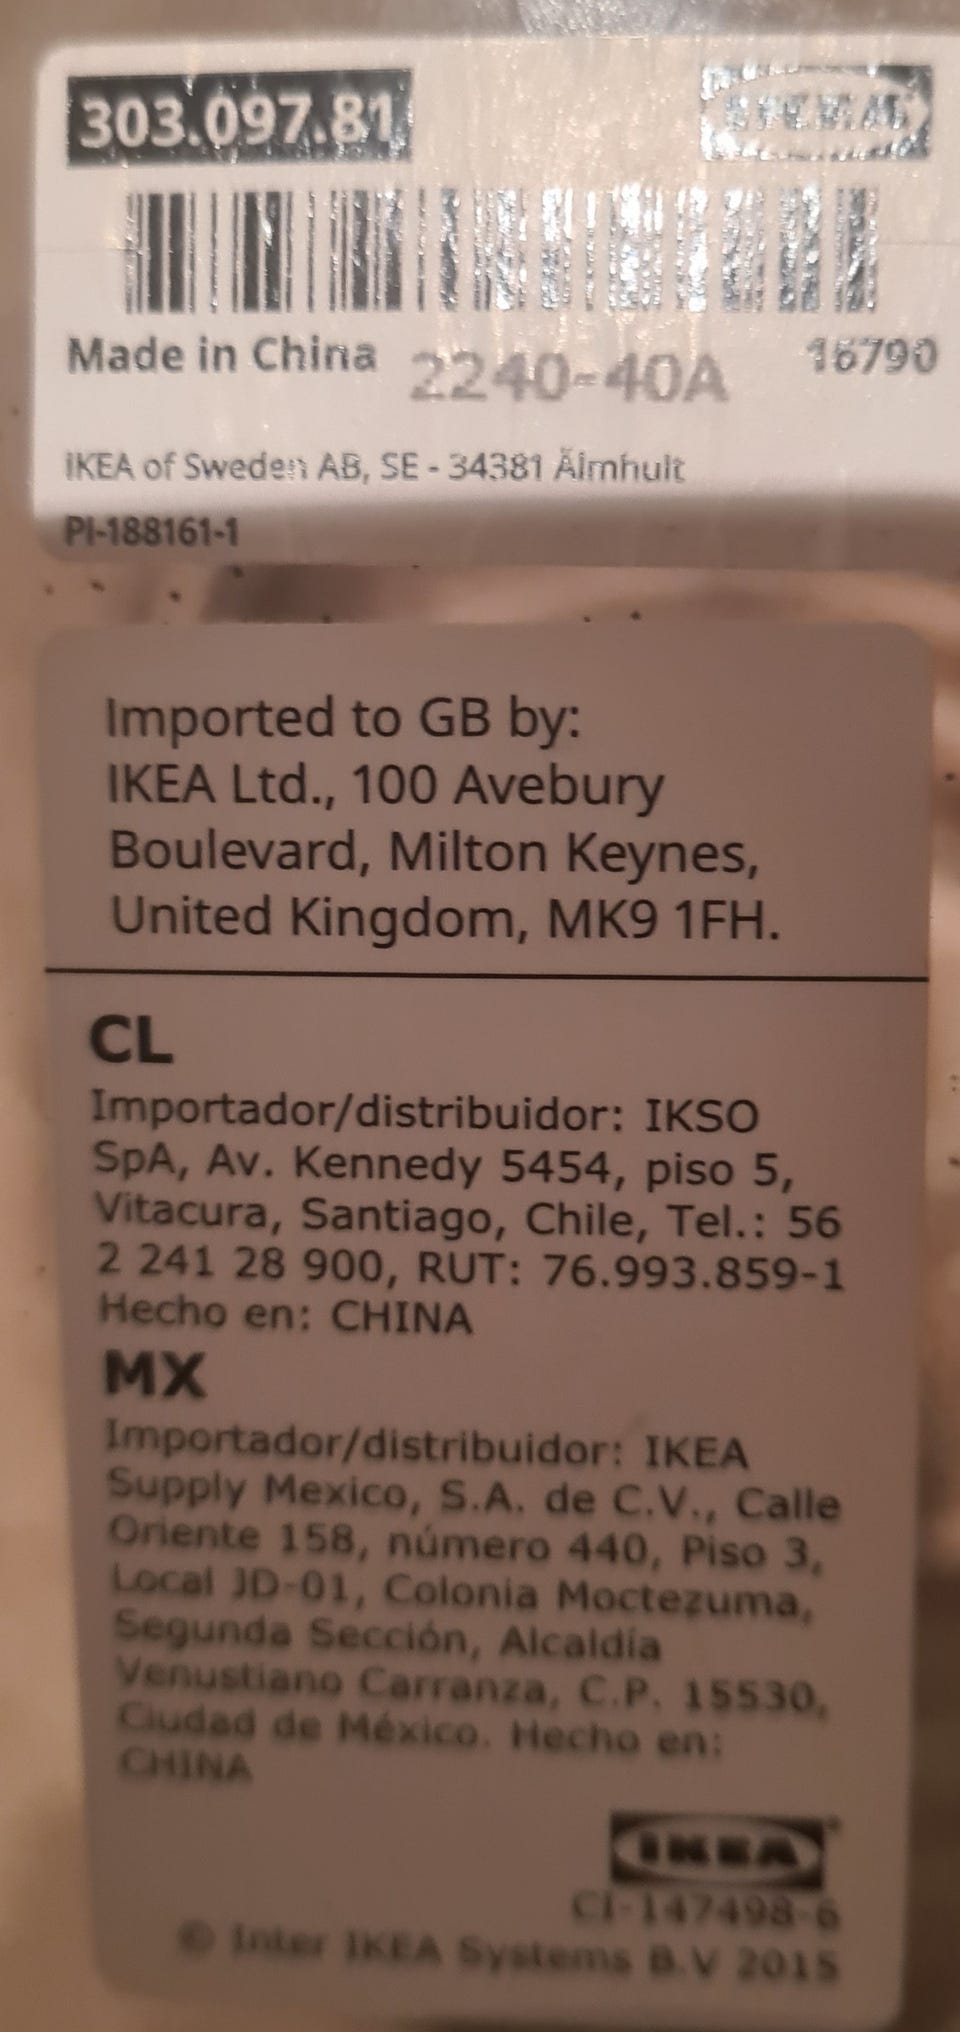 303.097.81
IKEA
Made in China 2240-40A 16790
IKEA of Sweden AB, SE - 34381 Älmhult
PI-188161-1
Imported to GB by:
IKEA Ltd., 100 Avebury
Boulevard, Milton Keynes,
United Kingdom, MK9 1FH.
CL
Importador/distribuidor: IKSO
SpA, Av. Kennedy 5454, piso 5,
Vitacura, Santiago, Chile, Tel.: 56
2 241 28 900, RUT: 76.993.859-1
Hecho en: CHINA
MX
Importador/distribuidor: IKEA
Supply Mexico, S.A. de C.V., Calle
Oriente 158, número 440, Piso 3,
Local JD-01, Colonia Moctezuma,
Segunda Sección, Alcaldía
Venustiano Carranza, C.P. 15530,
Ciudad de México. Hecho en:
CHINA
IKEA®
CI-147498-6
© Inter IKEA Systems B.V 2015